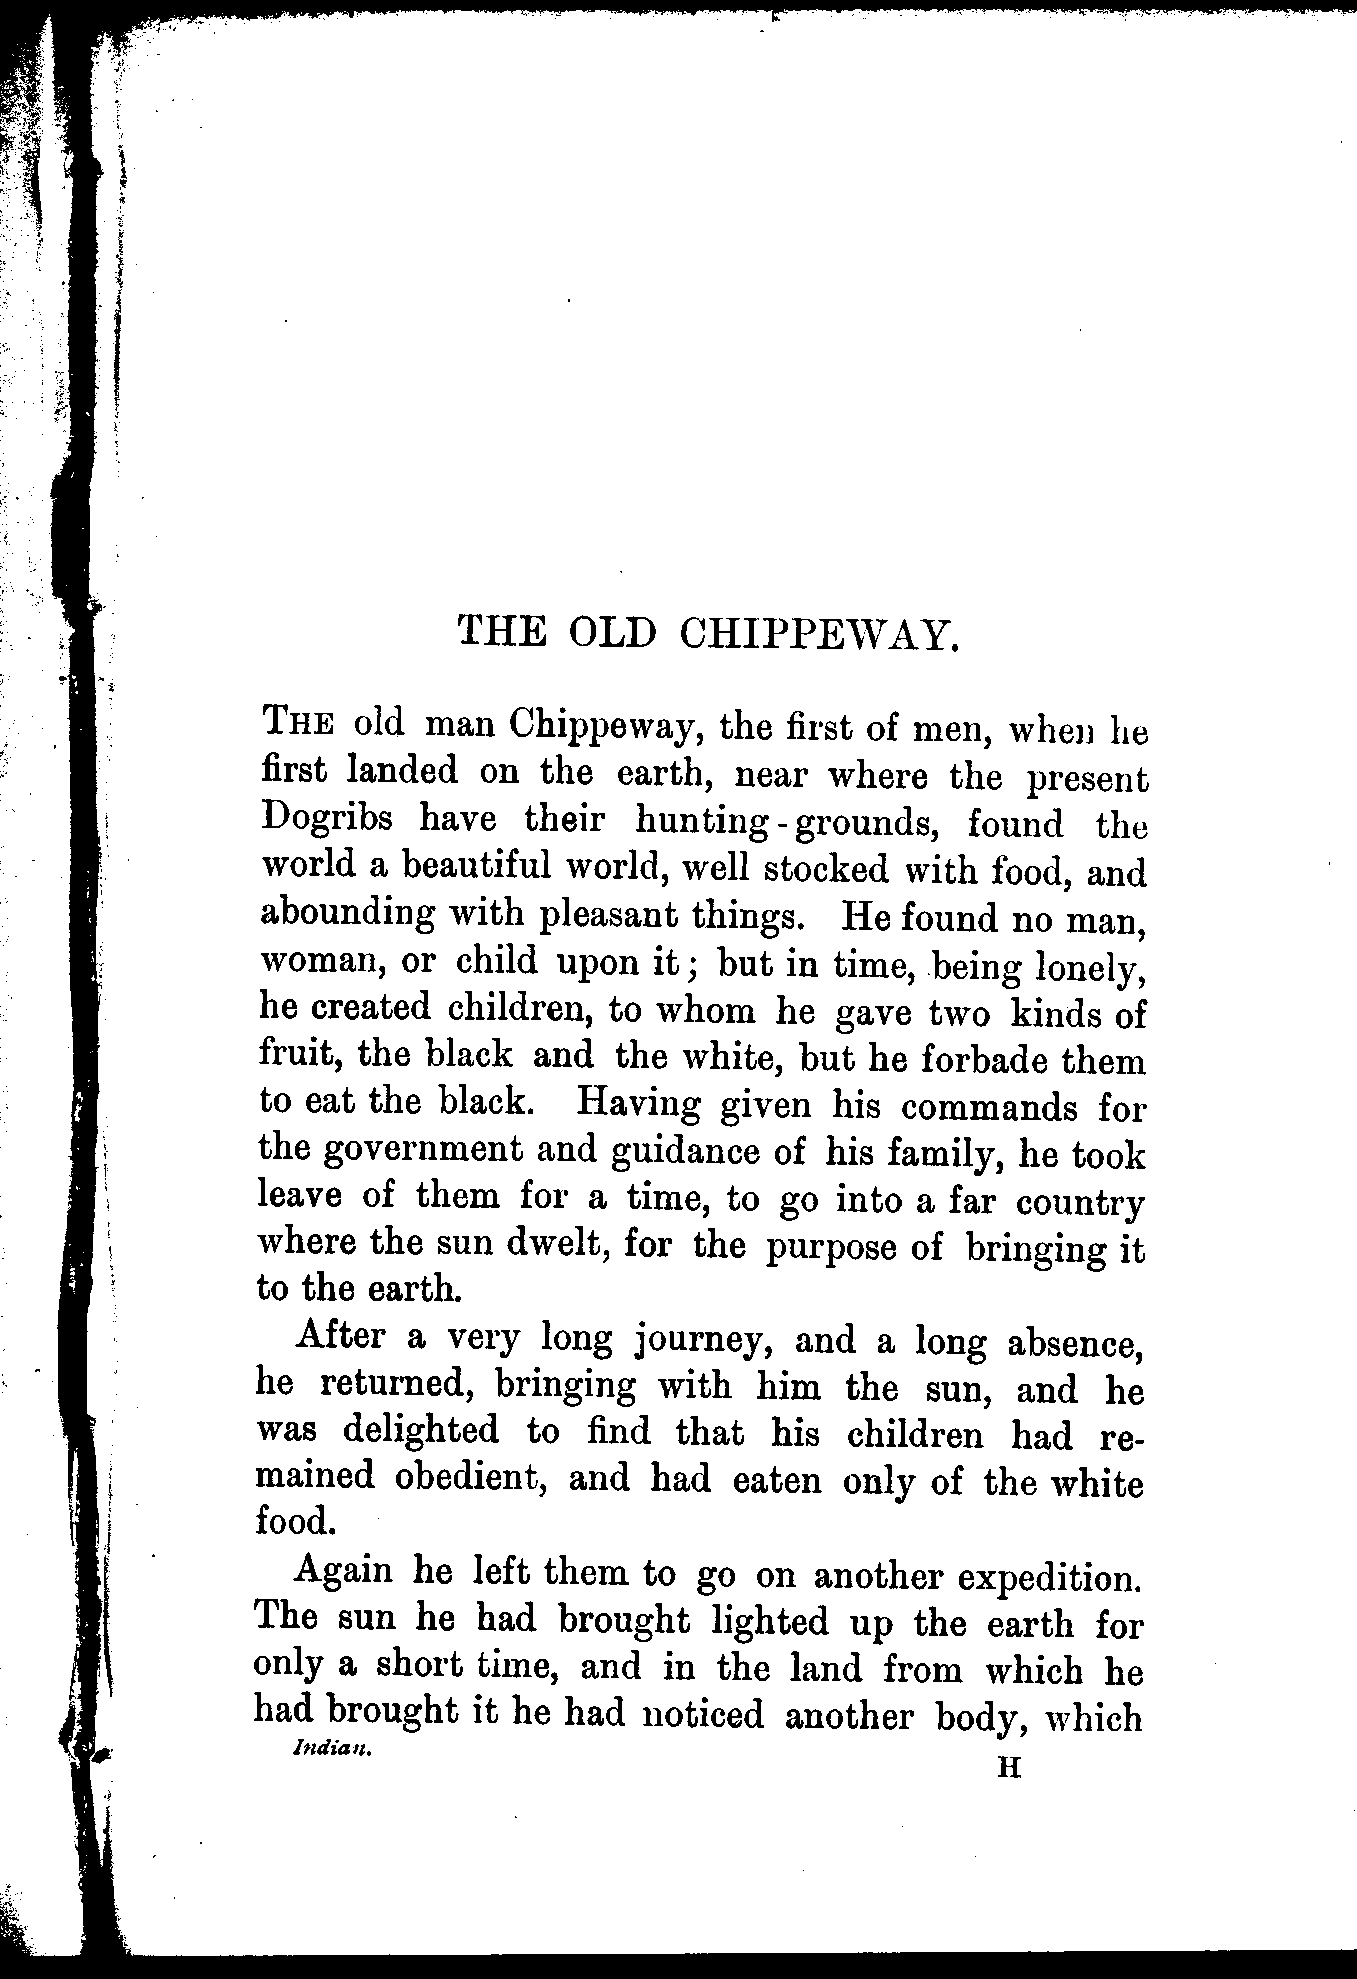 THE OLD CHIPPEWAY.
THE old man Chippeway, the first of men, when he
first landed on the earth, near where the present
Dogribs have their hunting-grounds, found the
world a beautiful world, well stocked with food, and
abounding with pleasant things. He found no man,
woman, or child upon it; but in time, being lonely,
he created children, to whom he gave two kinds of
fruit, the black and the white, but he forbade them
to eat the black. Having given his commands for
the government and guidance of his family, he took
leave of them for a time, to go into a far country
where the sun dwelt, for the purpose of bringing it
to the earth.
After a very long journey, and a long absence,
he returned, bringing with him the sun, and he
was delighted to find that his children had re-
mained obedient, and had eaten only of the white
food.
Again he left them to go on another expedition.
The sun he had brought lighted up the earth for
only a short time, and in the land from which he
had brought it he had noticed another body, which
Indian.
H